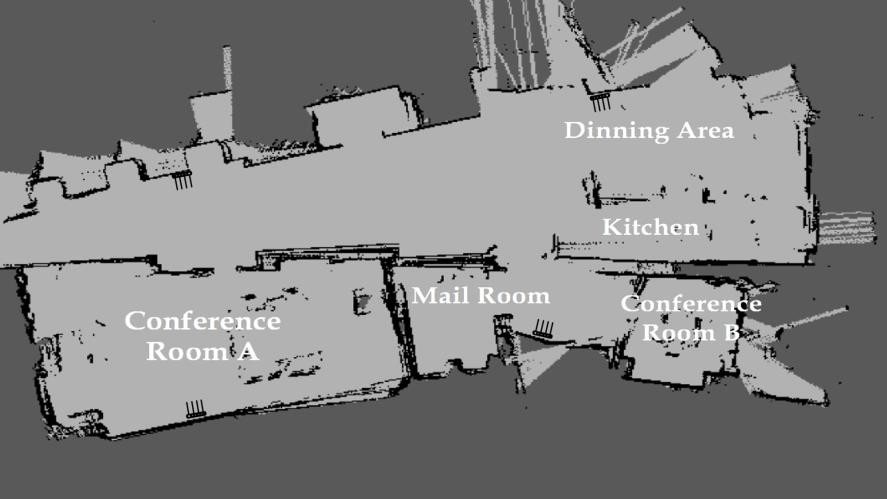 Dinning Area
Kitchen
Mail Room
Conference
Room B
Conference
Room A